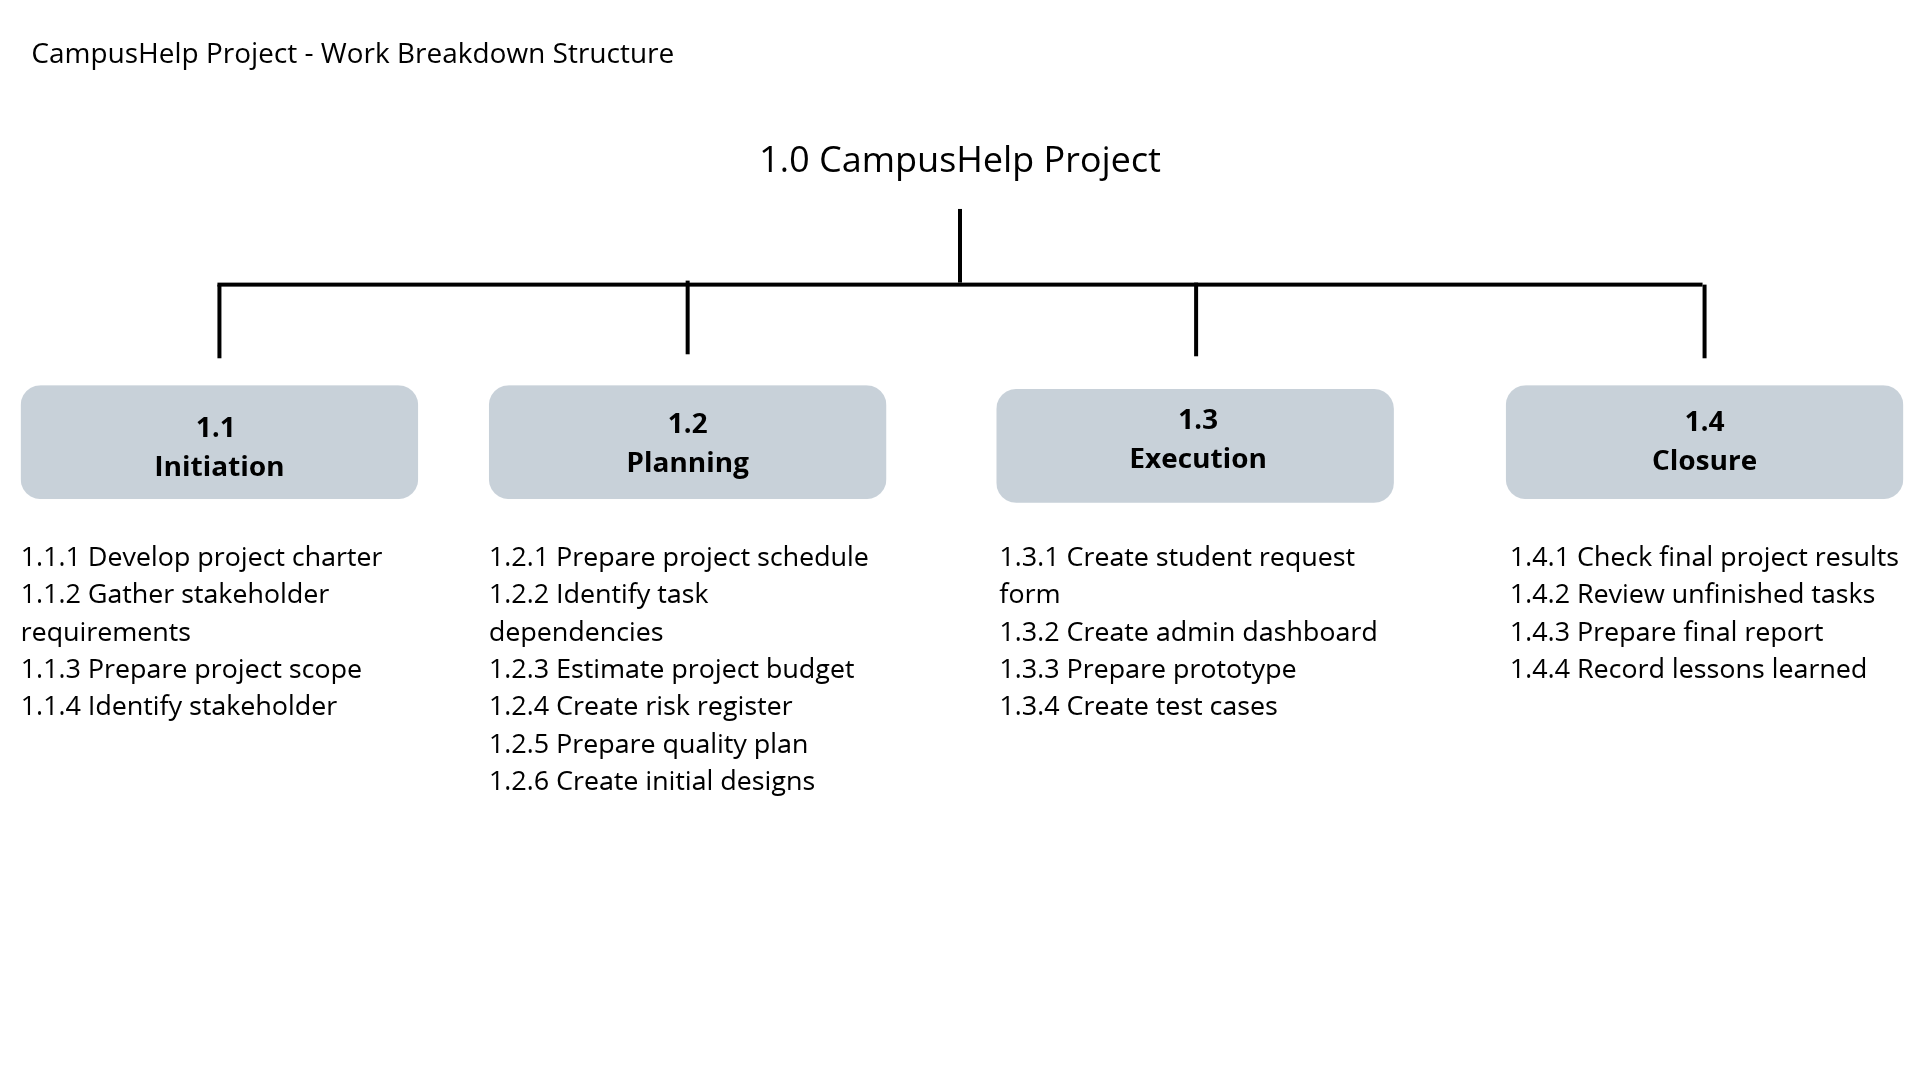 CampusHelp Project - Work Breakdown Structure
1.0 CampusHelp Project
1.1
Initiation
1.1.1 Develop project charter
1.1.2 Gather stakeholder
requirements
1.1.3 Prepare project scope
1.1.4 Identify stakeholder
1.2
Planning
1.2.1 Prepare project schedule
1.2.2 Identify task
dependencies
1.2.3 Estimate project budget
1.2.4 Create risk register
1.2.5 Prepare quality plan
1.2.6 Create initial designs
1.3
Execution
1.3.1 Create student request
form
1.3.2 Create admin dashboard
1.3.3 Prepare prototype
1.3.4 Create test cases
1.4
Closure
1.4.1 Check final project results
1.4.2 Review unfinished tasks
1.4.3 Prepare final report
1.4.4 Record lessons learned